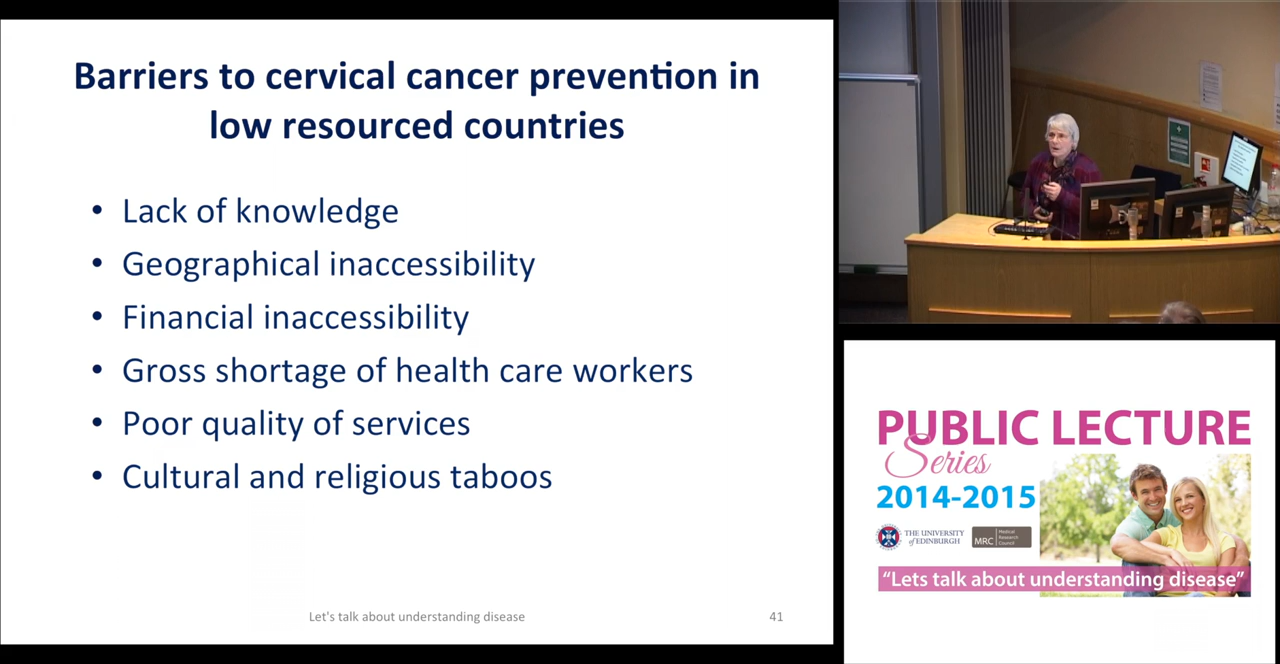 Barriers to cervical cancer prevention in
low resourced countries
• Lack of knowledge
• Geographical inaccessibility
• Financial inaccessibility
• Gross shortage of health care workers
• Poor quality of services
• Cultural and religious taboos
Let's talk about understanding disease
41
PUBLIC LECTURE
Series
2014-2015
THE UNIVERSITY
of EDINBURGH
MRC
Medical
Research
Council
“Lets talk about understanding disease”